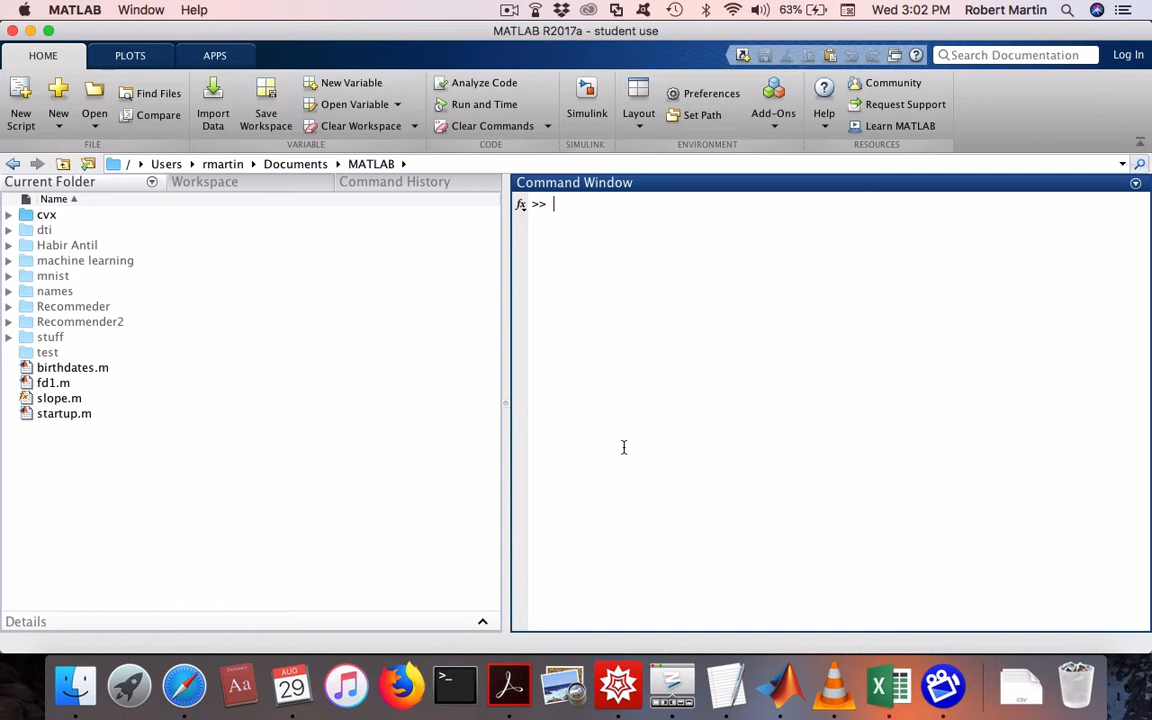 MATLAB Window Help 63% Wed 3:02 PM Robert Martin
MATLAB R2017a - student use
HOME PLOTS APPS Search Documentation Log In
New Script New Open Find Files Compare Import Data Save Workspace New Variable Open Variable Clear Workspace Analyze Code Run and Time Clear Commands Simulink Layout Preferences Set Path Add-Ons Help Community Request Support Learn MATLAB
FILE VARIABLE CODE SIMULINK ENVIRONMENT RESOURCES
/ Users rmartin Documents MATLAB
Current Folder Workspace Command History Command Window
Name
fx >>
cvx
dti
Habir Antil
machine learning
mnist
names
Recommeder
Recommender2
stuff
test
birthdates.m
fd1.m
slope.m
startup.m
Details
Aa AUG 29 >_ X CSV